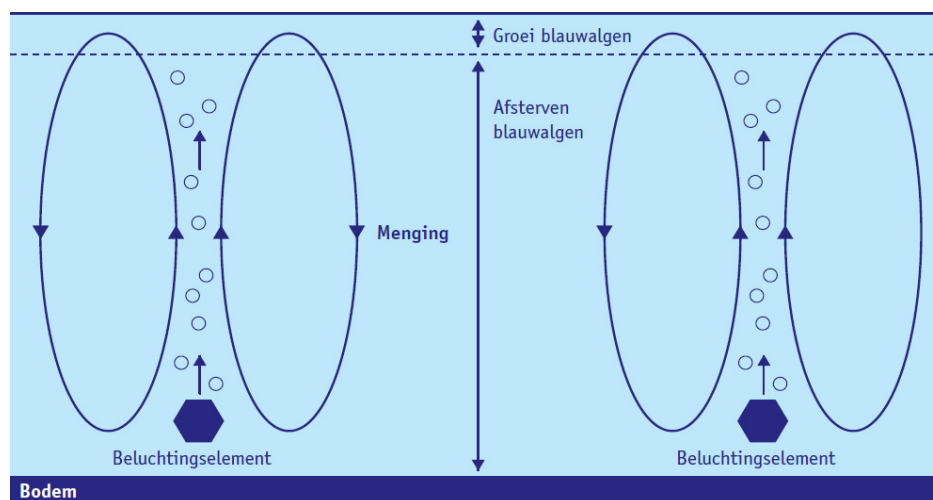 Groei blauwalgen
Afsterven
blauwalgen
Menging
Beluchtingselement
Beluchtingselement
Bodem